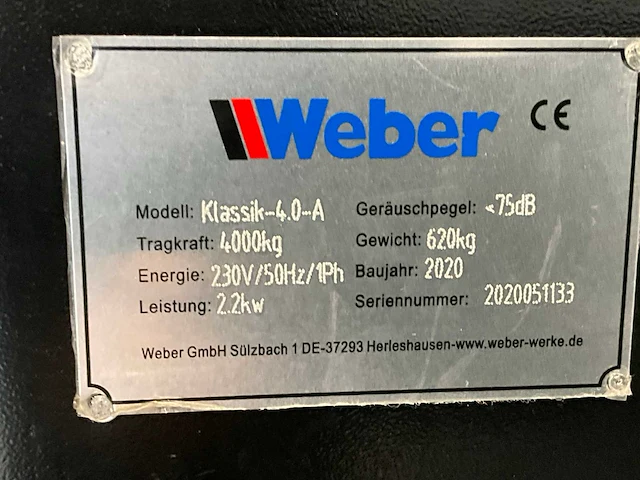 Weber CE
Modell: Klassik-4.0-A Geräuschpegel: <75dB
Tragkraft: 4000kg Gewicht: 620kg
Energie: 230V/50Hz/1Ph Baujahr: 2020
Leistung: 2.2kw Seriennummer: 2020051133
Weber GmbH Sülzbach 1 DE-37293 Herleshausen-www.weber-werke.de